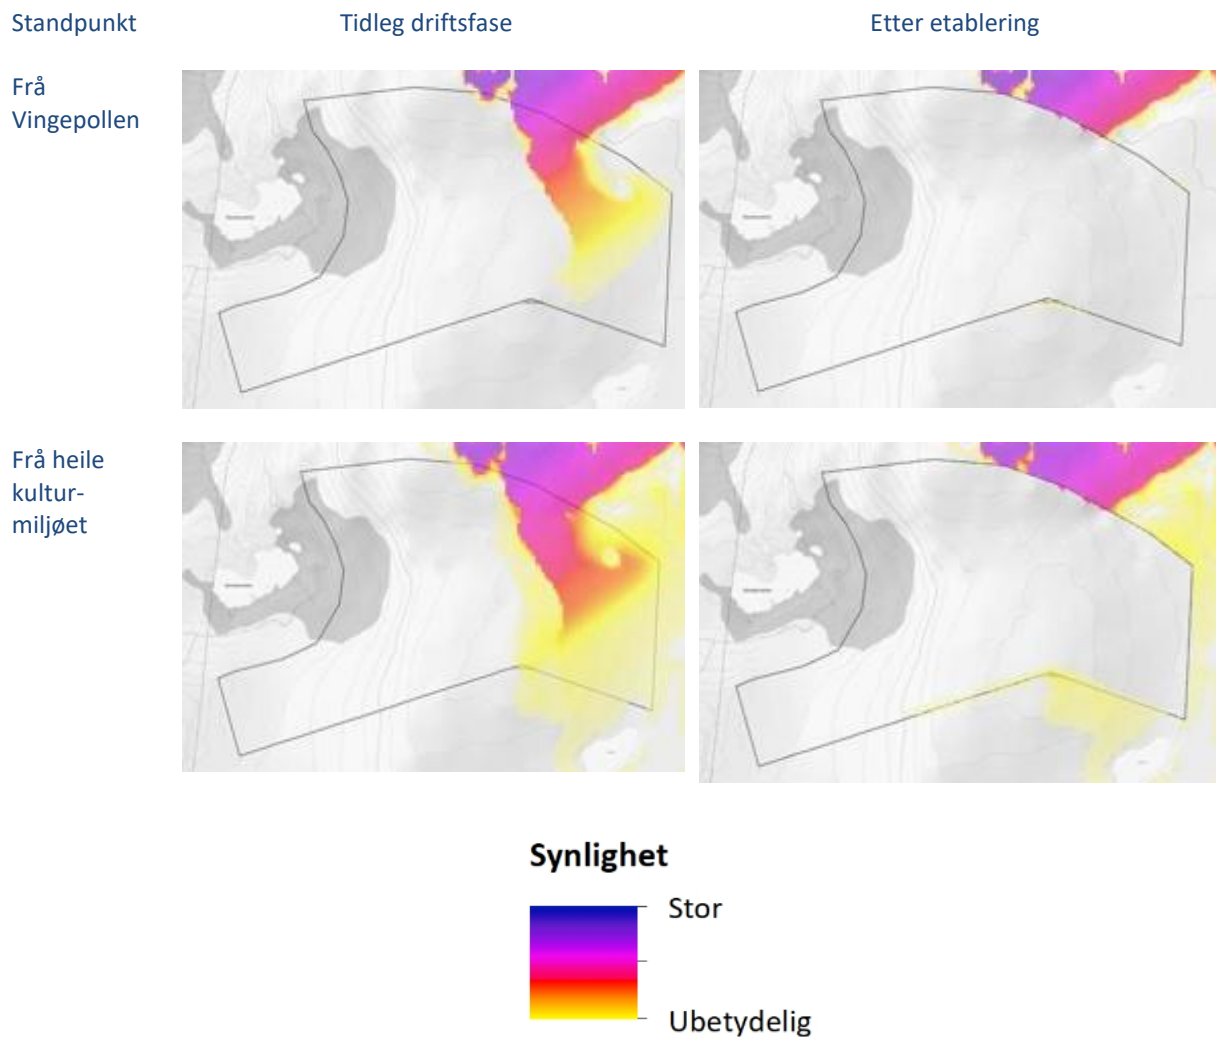 Standpunkt
Tidleg driftsfase
Etter etablering
Frå
Vingepollen
Frå heile
kultur-
miljøet
Synlighet
Stor
Ubetydelig